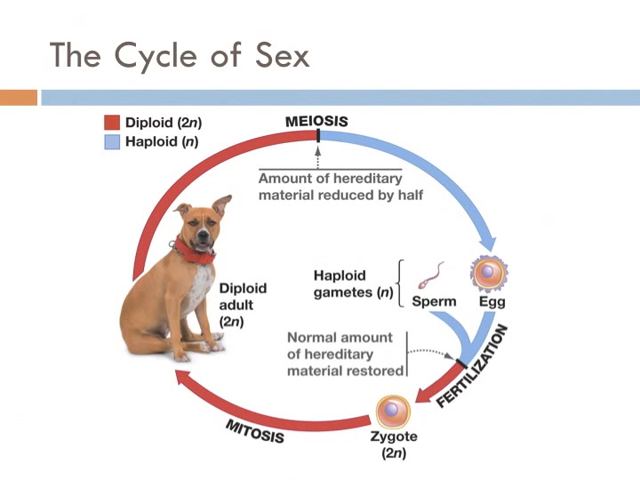 The Cycle of Sex
Diploid (2n)
Haploid (n)
MEIOSIS
Amount of hereditary
material reduced by half
Diploid
adult
(2n)
Haploid
gametes (n)
Sperm
Egg
Normal amount
of hereditary
material restored
FERTILIZATION
Zygote
(2n)
MITOSIS